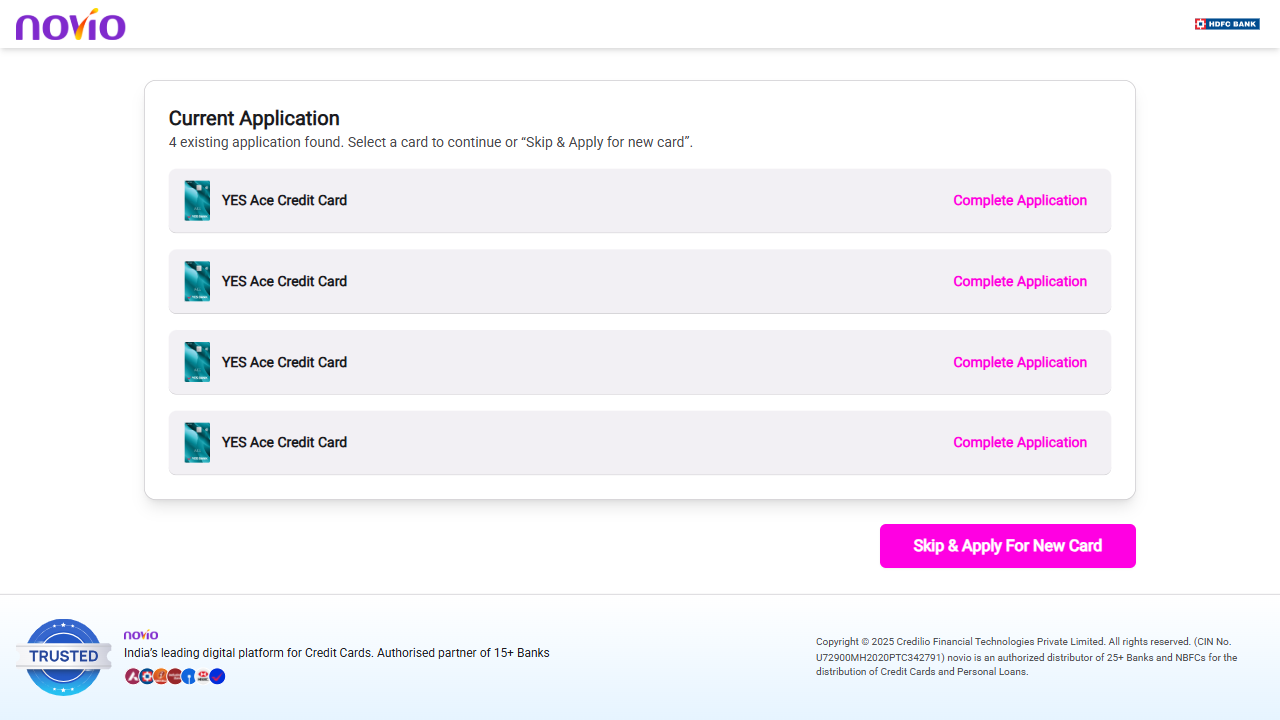 novio
HDFC BANK
Current Application
4 existing application found. Select a card to continue or “Skip & Apply for new card”.
YES Ace Credit Card
Complete Application
YES Ace Credit Card
Complete Application
YES Ace Credit Card
Complete Application
YES Ace Credit Card
Complete Application
Skip & Apply For New Card
TRUSTED
novio
India’s leading digital platform for Credit Cards. Authorised partner of 15+ Banks
Copyright © 2025 Credilio Financial Technologies Private Limited. All rights reserved. (CIN No.
U72900MH2020PTC342791) novio is an authorized distributor of 25+ Banks and NBFCs for the
distribution of Credit Cards and Personal Loans.